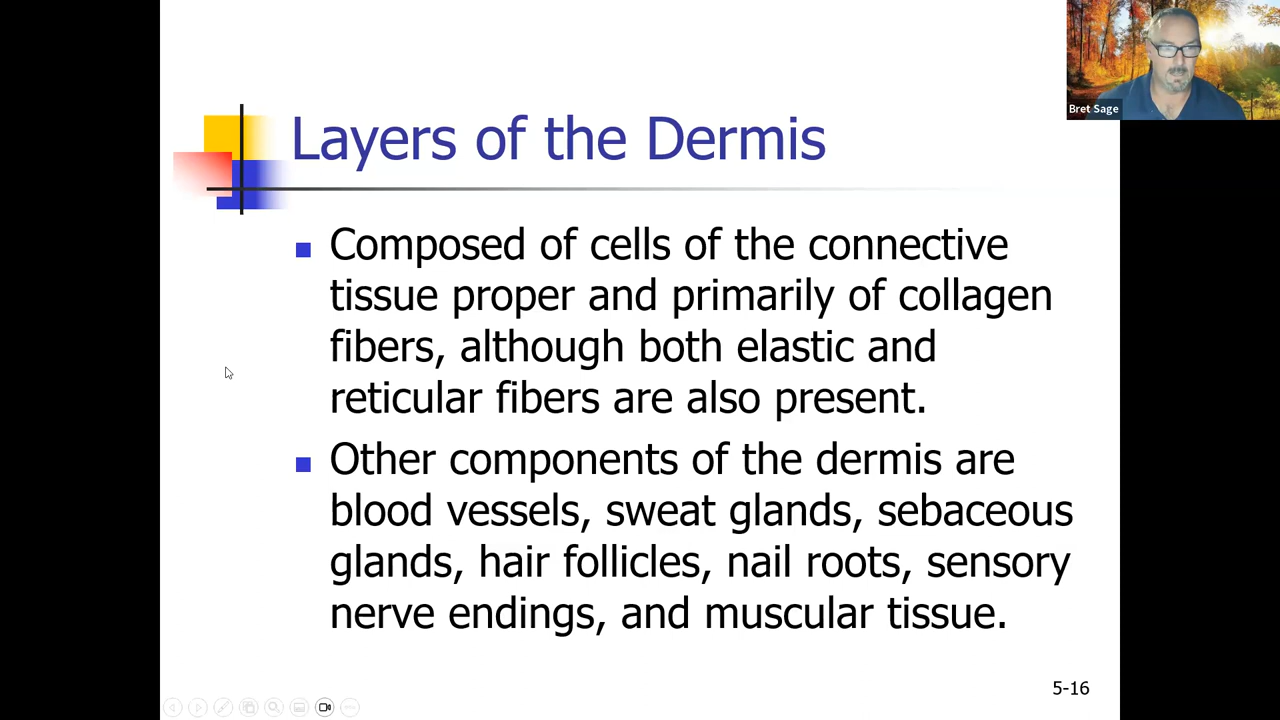 Bret Sage
Layers of the Dermis
Composed of cells of the connective
tissue proper and primarily of collagen
fibers, although both elastic and
reticular fibers are also present.
Other components of the dermis are
blood vessels, sweat glands, sebaceous
glands, hair follicles, nail roots, sensory
nerve endings, and muscular tissue.
5-16